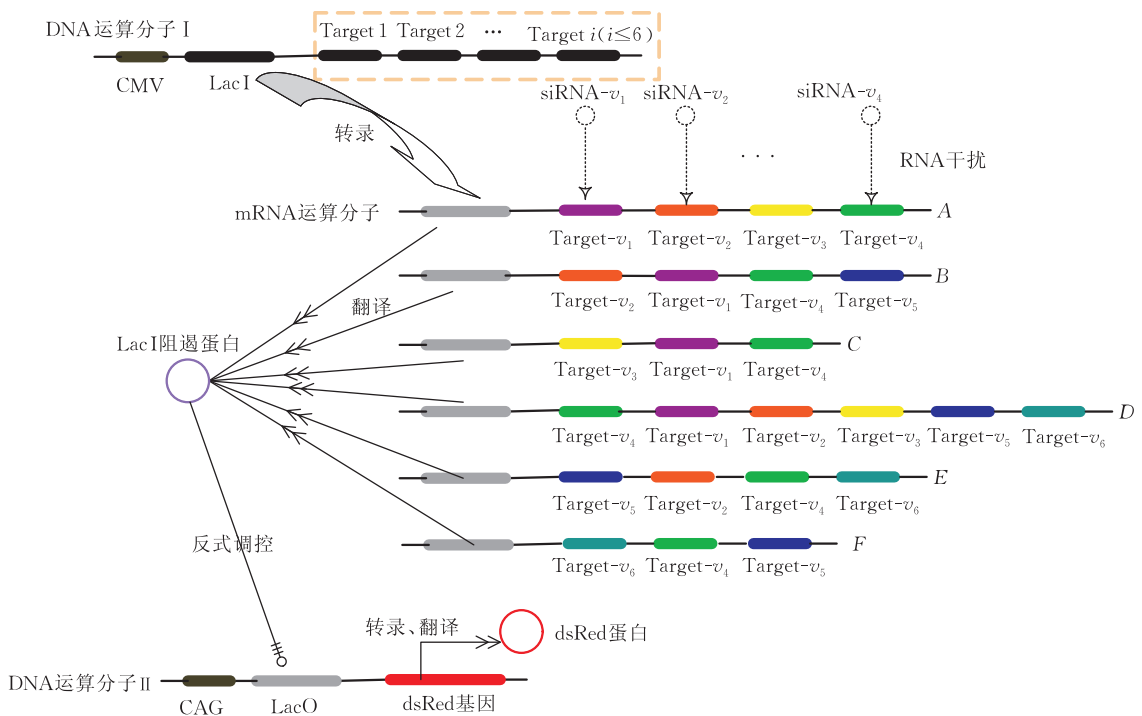 DNA运算分子Ⅰ
Target 1 Target 2 … Target i(i≤6)
CMV LacⅠ
转录
siRNA-v₁ siRNA-v₂ siRNA-v₄
· · ·
RNA干扰
mRNA运算分子 A
Target-v₁ Target-v₂ Target-v₃ Target-v₄
B
Target-v₂ Target-v₁ Target-v₄ Target-v₅
翻译
LacⅠ阻遏蛋白
C
Target-v₃ Target-v₁ Target-v₄
D
Target-v₄ Target-v₁ Target-v₂ Target-v₃ Target-v₅ Target-v₆
E
Target-v₅ Target-v₂ Target-v₄ Target-v₆
F
Target-v₆ Target-v₄ Target-v₅
反式调控
转录、翻译
dsRed蛋白
DNA运算分子Ⅱ
CAG LacO dsRed基因